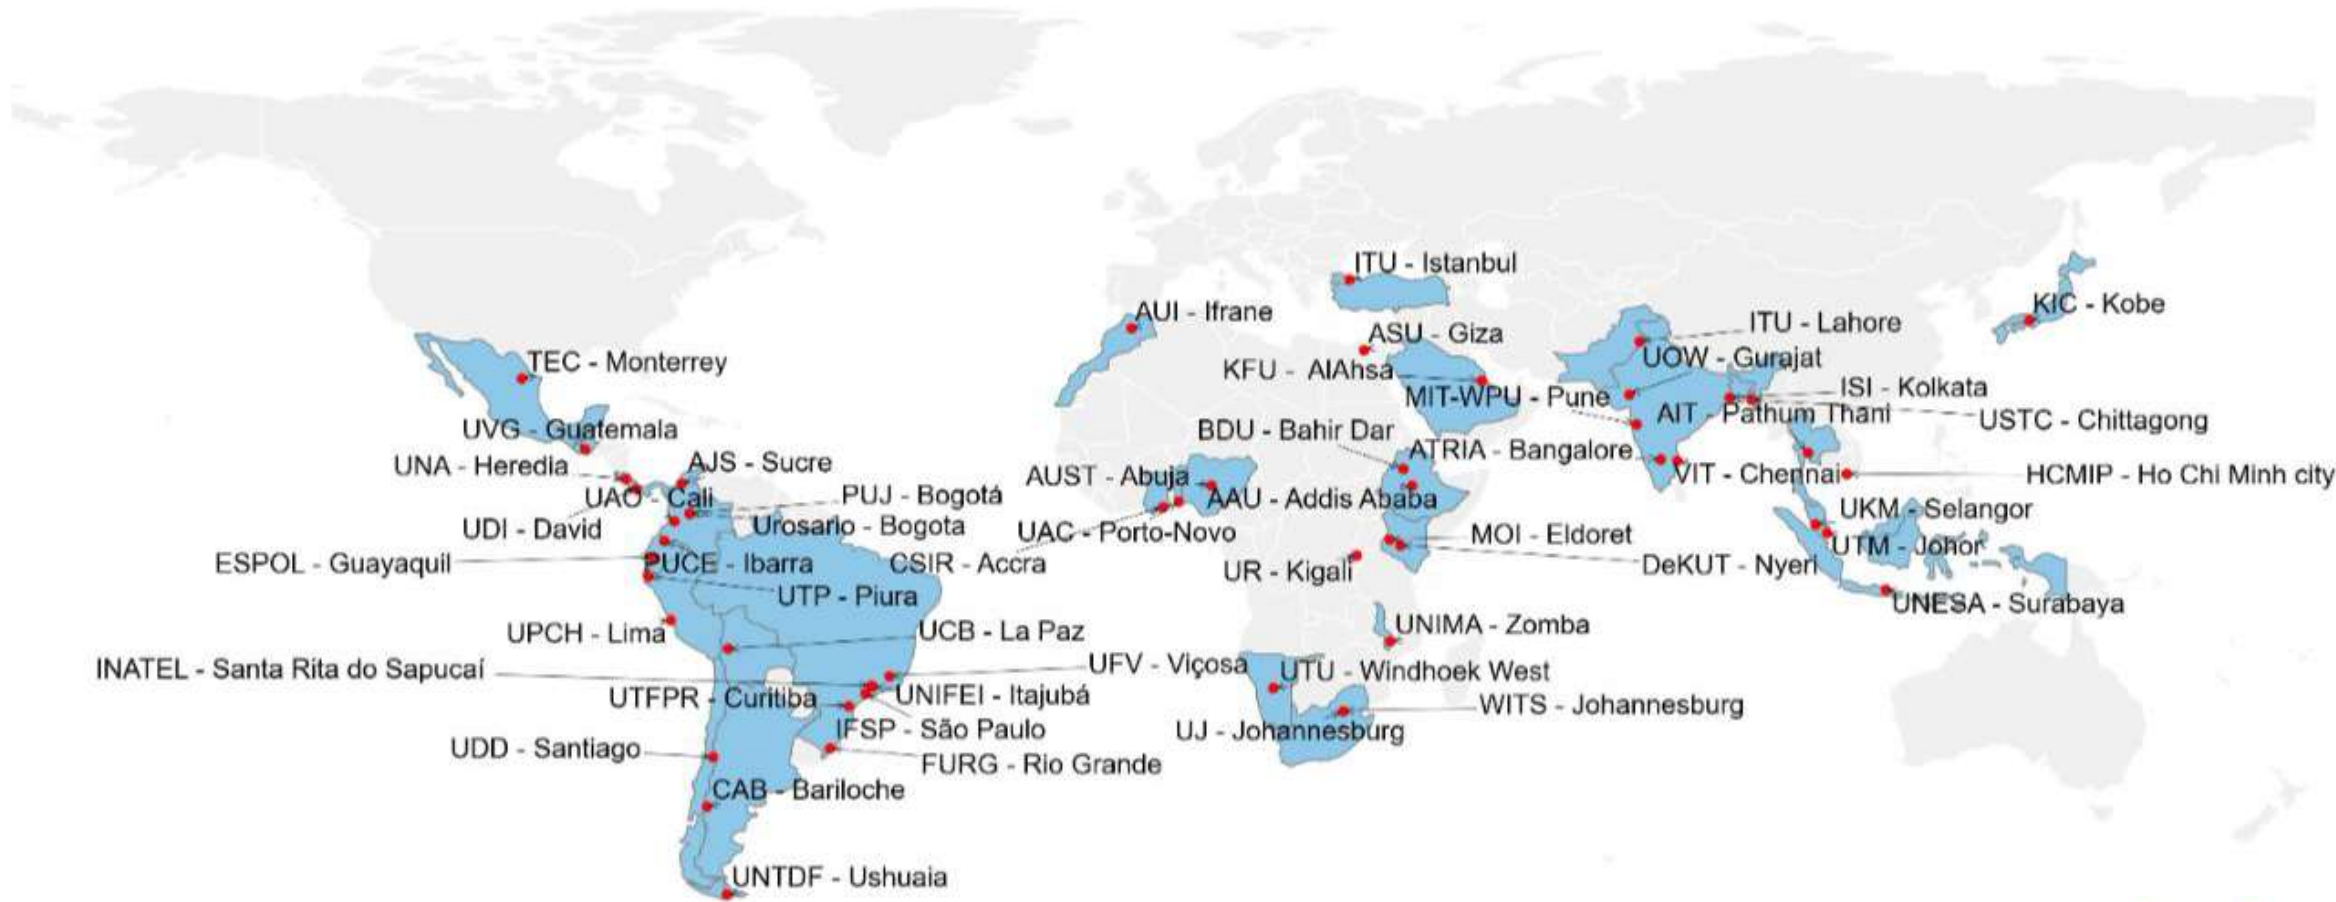 ITU - Istanbul
AUI - Ifrane
KIC - Kobe
ITU - Lahore
ASU - Giza
TEC - Monterrey
UOW - Gurajat
KFU - AlAhsa
ISI - Kolkata
MIT-WPU - Pune
AIT - Pathum Thani
USTC - Chittagong
UVG - Guatemala
BDU - Bahir Dar
ATRIA - Bangalore
UNA - Heredia
AJS - Sucre
AUST - Abuja
VIT - Chennai
HCMIP - Ho Chi Minh city
UAO - Cali
PUJ - Bogotá
AAU - Addis Ababa
UKM - Selangor
UDI - David
Urosario - Bogota
UAC - Porto-Novo
MOI - Eldoret
UTM - Johor
ESPOL - Guayaquil
PUCE - Ibarra
CSIR - Accra
UR - Kigali
DeKUT - Nyeri
UTP - Piura
UNESA - Surabaya
UPCH - Lima
UCB - La Paz
UNIMA - Zomba
INATEL - Santa Rita do Sapucaí
UFV - Viçosa
UTU - Windhoek West
UTFPR - Curitiba
UNIFEI - Itajubá
WITS - Johannesburg
IFSP - São Paulo
UJ - Johannesburg
UDD - Santiago
FURG - Rio Grande
CAB - Bariloche
UNTDF - Ushuaia